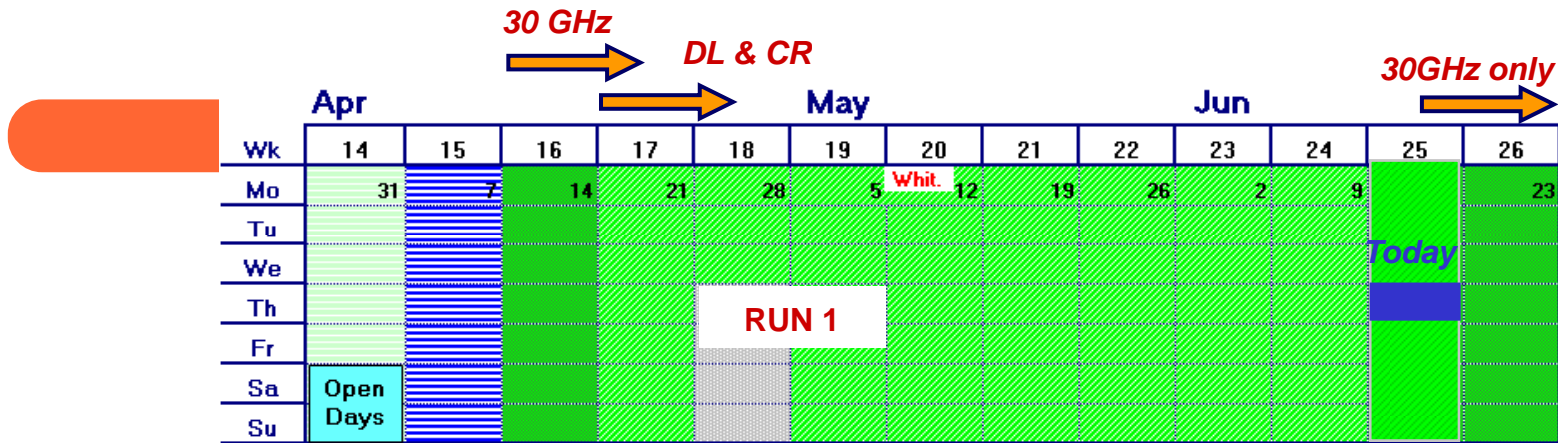 30 GHz
DL & CR
30GHz only
Apr May Jun
Wk 14 15 16 17 18 19 20 21 22 23 24 25 26
Mo 31 7 14 21 28 5 Whit. 12 19 26 2 9 23
Tu
We Today
Th
RUN 1
Fr
Sa Open
Days
Su